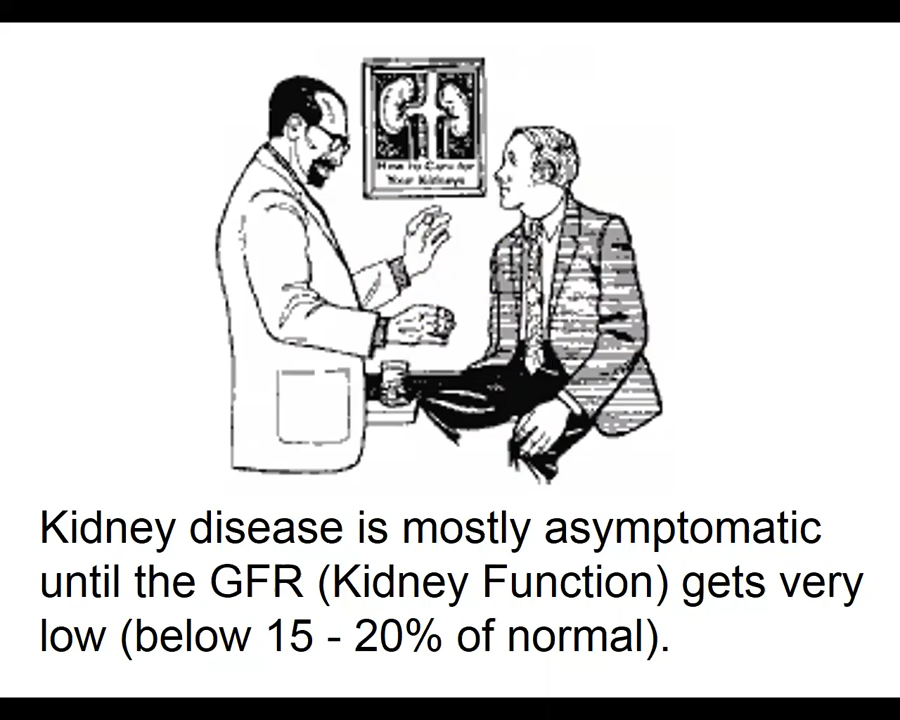 How to Care for
Your Kidneys
Kidney disease is mostly asymptomatic
until the GFR (Kidney Function) gets very
low (below 15 - 20% of normal).